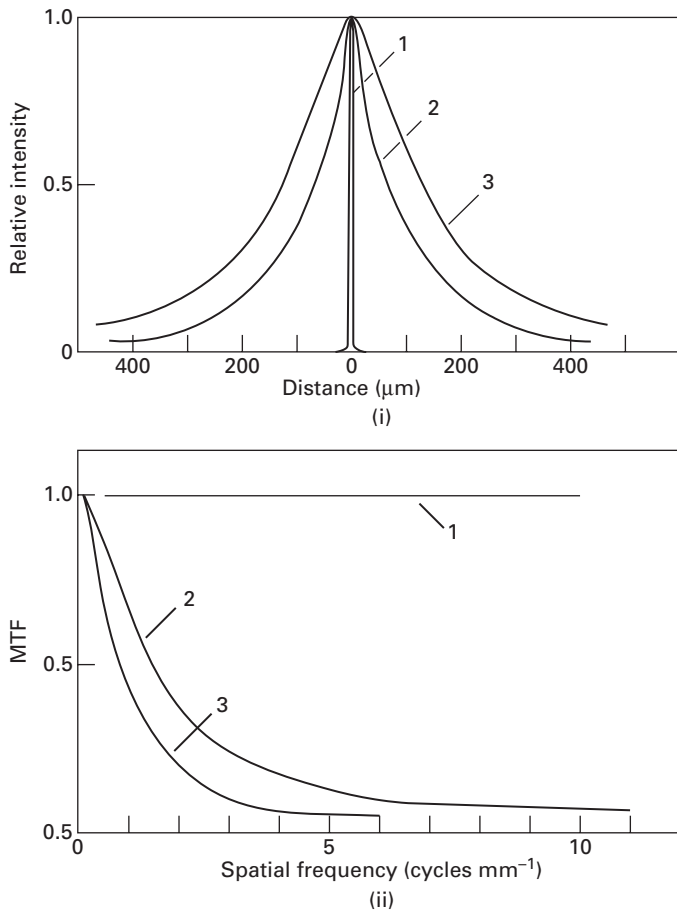 1.0
1
2
3
0.5
Relative intensity
0
400 200 0 200 400
Distance (μm)
(i)
1.0
1
2
0.5
MTF
3
0.5
0 5 10
Spatial frequency (cycles mm⁻¹)
(ii)